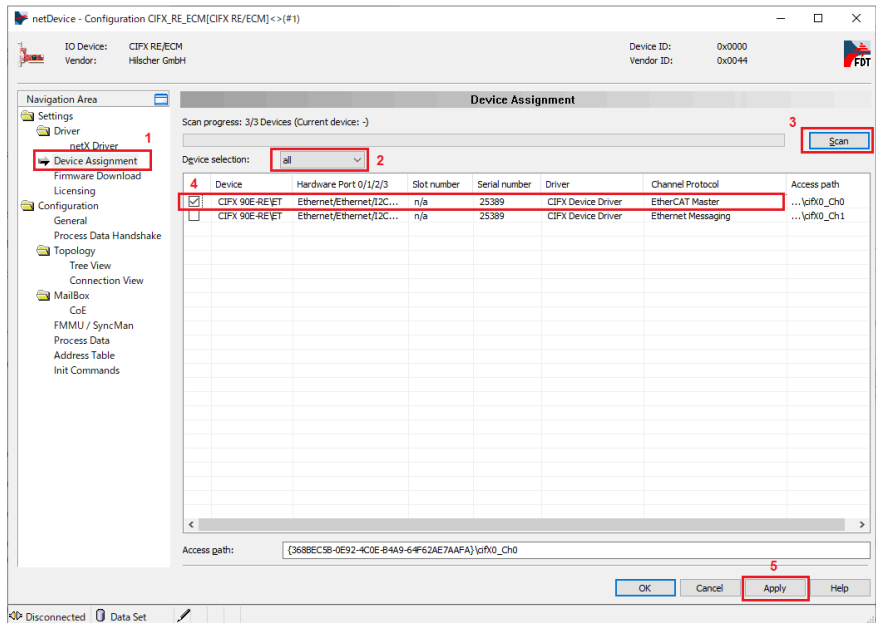 netDevice - Configuration CIFX_RE_ECM[CIFX RE/ECM]<>(#1)
IO Device: CIFX RE/ECM Device ID: 0x0000
Vendor: Hilscher GmbH Vendor ID: 0x0044
FDT
Navigation Area
Settings
Driver
netX Driver
1
Device Assignment
Firmware Download
Licensing
Configuration
General
Process Data Handshake
Topology
Tree View
Connection View
MailBox
CoE
FMMU / SyncMan
Process Data
Address Table
Init Commands
Device Assignment
Scan progress: 3/3 Devices (Current device: -)
3
Scan
Device selection: all 2
4 Device Hardware Port 0/1/2/3 Slot number Serial number Driver Channel Protocol Access path
CIFX 90E-RE\ET Ethernet/Ethernet/I2C... n/a 25389 CIFX Device Driver EtherCAT Master ...\cifX0_Ch0
CIFX 90E-RE\ET Ethernet/Ethernet/I2C... n/a 25389 CIFX Device Driver Ethernet Messaging ...\cifX0_Ch1
Access path: {368BEC5B-0E92-4C0E-B4A9-64F62AE7AAFA}\cifX0_Ch0
5
OK Cancel Apply Help
Disconnected Data Set